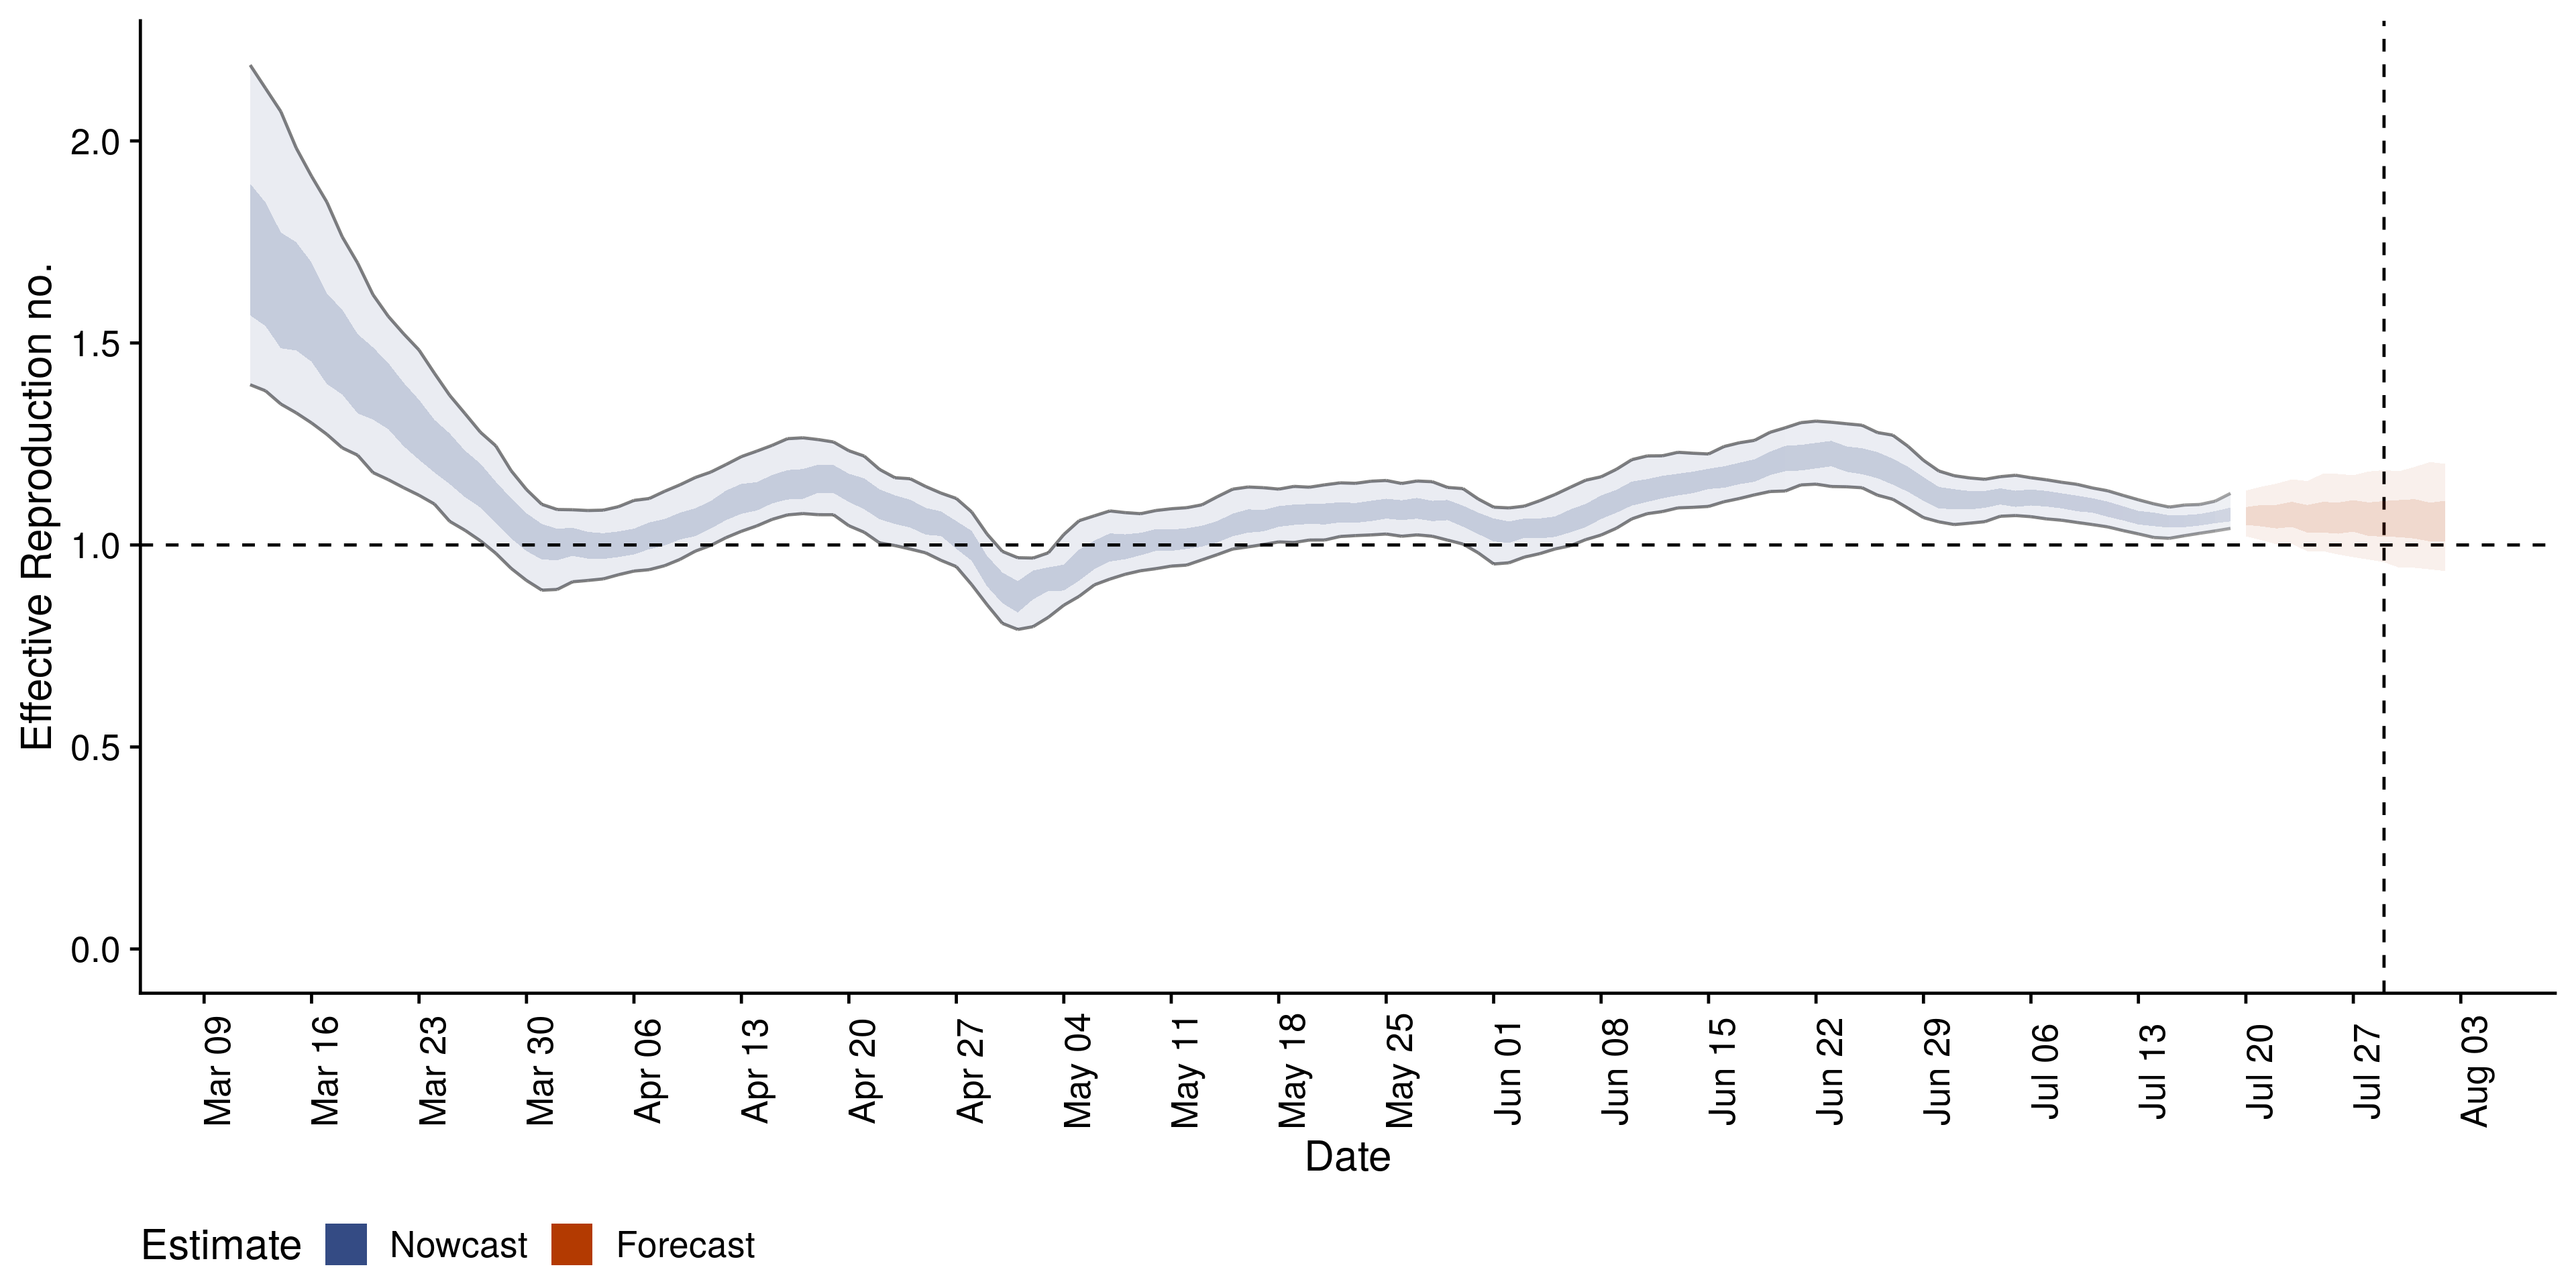 Effective Reproduction no.
2.0
1.5
1.0
0.5
0.0
Mar 09
Mar 16
Mar 23
Mar 30
Apr 06
Apr 13
Apr 20
Apr 27
May 04
May 11
May 18
May 25
Jun 01
Jun 08
Jun 15
Jun 22
Jun 29
Jul 06
Jul 13
Jul 20
Jul 27
Aug 03
Date
Estimate Nowcast Forecast